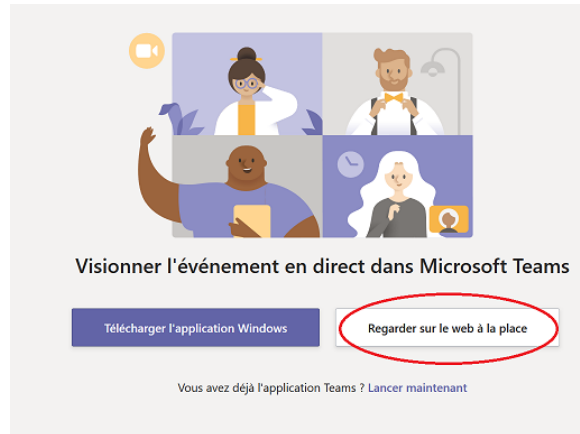 Visionner l'événement en direct dans Microsoft Teams
Télécharger l'application Windows
Regarder sur le web à la place
Vous avez déjà l'application Teams ? Lancer maintenant